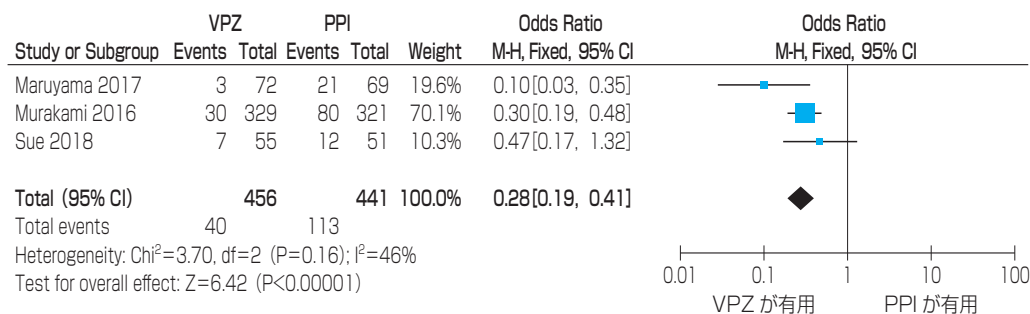 VPZ PPI Odds Ratio Odds Ratio
Study or Subgroup Events Total Events Total Weight M-H, Fixed, 95% CI M-H, Fixed, 95% CI
Maruyama 2017 3 72 21 69 19.6% 0.10[0.03, 0.35]
Murakami 2016 30 329 80 321 70.1% 0.30[0.19, 0.48]
Sue 2018 7 55 12 51 10.3% 0.47[0.17, 1.32]
Total (95% CI) 456 441 100.0% 0.28[0.19, 0.41]
Total events 40 113
Heterogeneity: Chi²=3.70, df=2 (P=0.16); I²=46%
Test for overall effect: Z=6.42 (P<0.00001)
0.01 0.1 1 10 100
VPZ が有用 PPI が有用